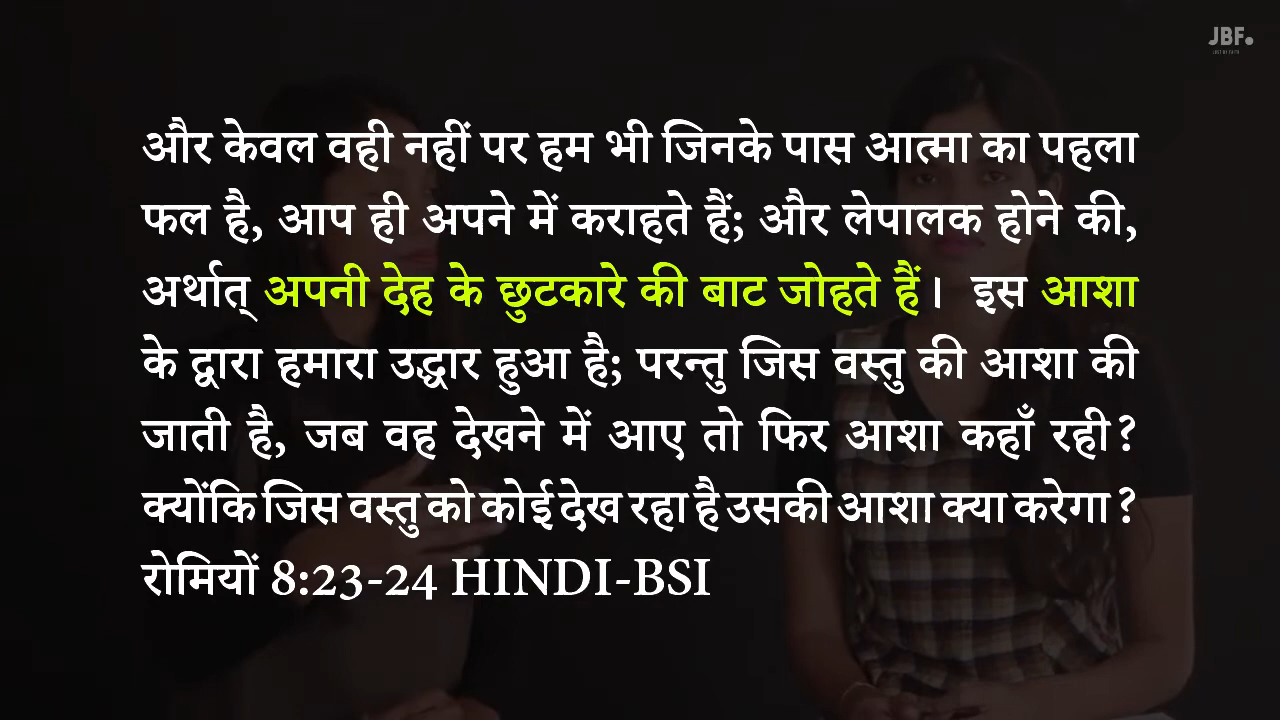 JBF.
और केवल वही नहीं पर हम भी जिनके पास आत्मा का पहला
फल है, आप ही अपने में कराहते हैं; और लेपालक होने की,
अर्थात् अपनी देह के छुटकारे की बाट जोहते हैं। इस आशा
के द्वारा हमारा उद्धार हुआ है; परन्तु जिस वस्तु की आशा की
जाती है, जब वह देखने में आए तो फिर आशा कहाँ रही?
क्योंकि जिस वस्तु को कोई देख रहा है उसकी आशा क्या करेगा?
रोमियों 8:23-24 HINDI-BSI